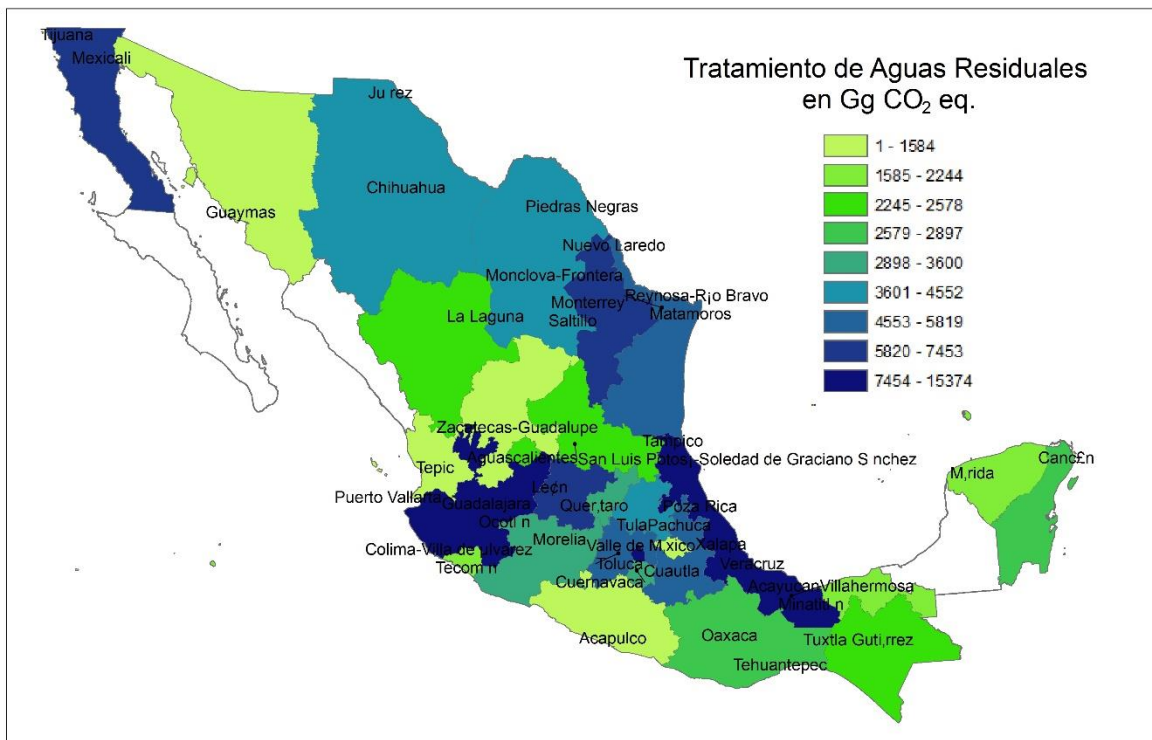 Tijuana
Mexicali
Tratamiento de Aguas Residuales
en Gg CO₂ eq.
1 - 1584
1585 - 2244
2245 - 2578
2579 - 2897
2898 - 3600
3601 - 4552
4553 - 5819
5820 - 7453
7454 - 15374
Ju rez
Chihuahua
Guaymas
Piedras Negras
Nuevo Laredo
Monclova-Frontera
Reynosa-R¡o Bravo
Monterrey
Matamoros
La Laguna
Saltillo
Zacatecas-Guadalupe
Tampico
Aguascalientes
San Luis Potos¡-Soledad de Graciano S nchez
Tepic
M‚rida
Canc£n
Le¢n
Puerto Vallarta
Guadalajara
Quer‚taro
Poza Rica
Ocotl n
Tula
Pachuca
Colima-Villa de µlvarez
Morelia
Valle de M‚xico
Xalapa
Tecom n
Toluca
Veracruz
Cuernavaca
Cuautla
Acayucan
Villahermosa
Minatitl n
Acapulco
Oaxaca
Tuxtla Guti‚rrez
Tehuantepec